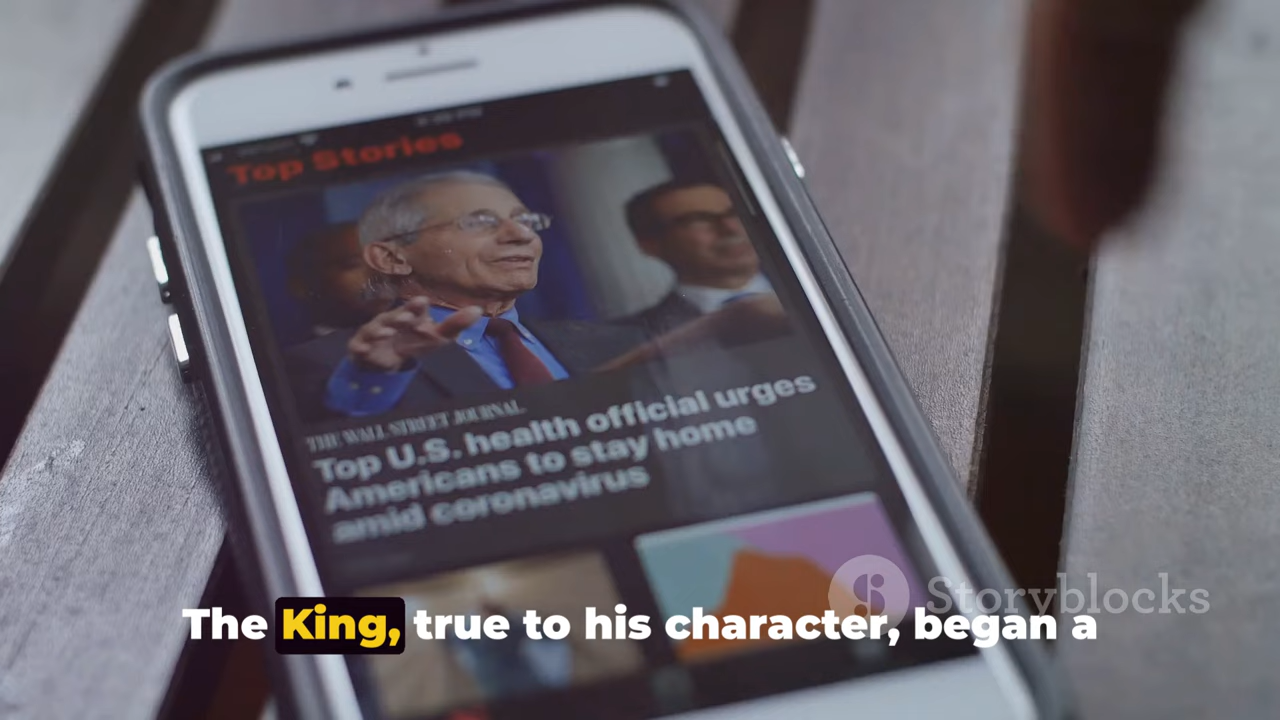 Top Stories
THE WALL STREET JOURNAL
Top U.S. health official urges
Americans to stay home
amid coronavirus
Storyblocks
The King, true to his character, began a